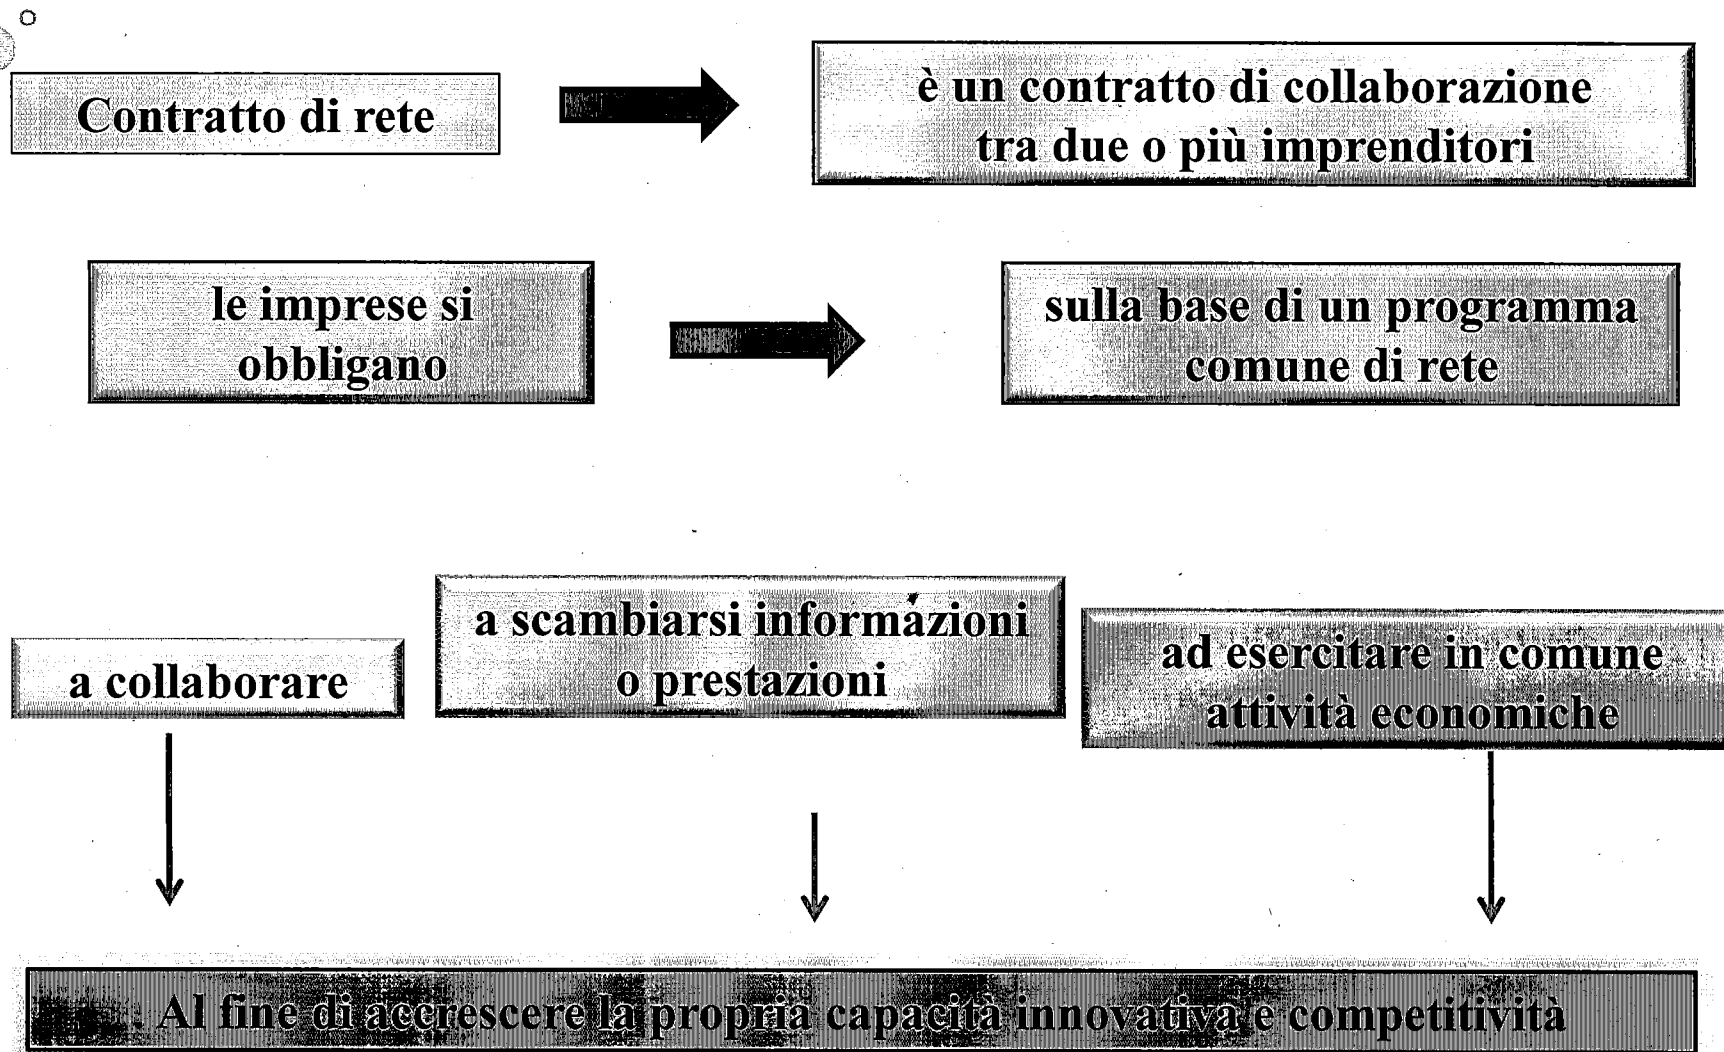 Contratto di rete
è un contratto di collaborazione
tra due o più imprenditori
le imprese si
obbligano
sulla base di un programma
comune di rete
a collaborare
a scambiarsi informazioni
o prestazioni
ad esercitare in comune
attività economiche
Al fine di accrescere la propria capacità innovativa e competitività